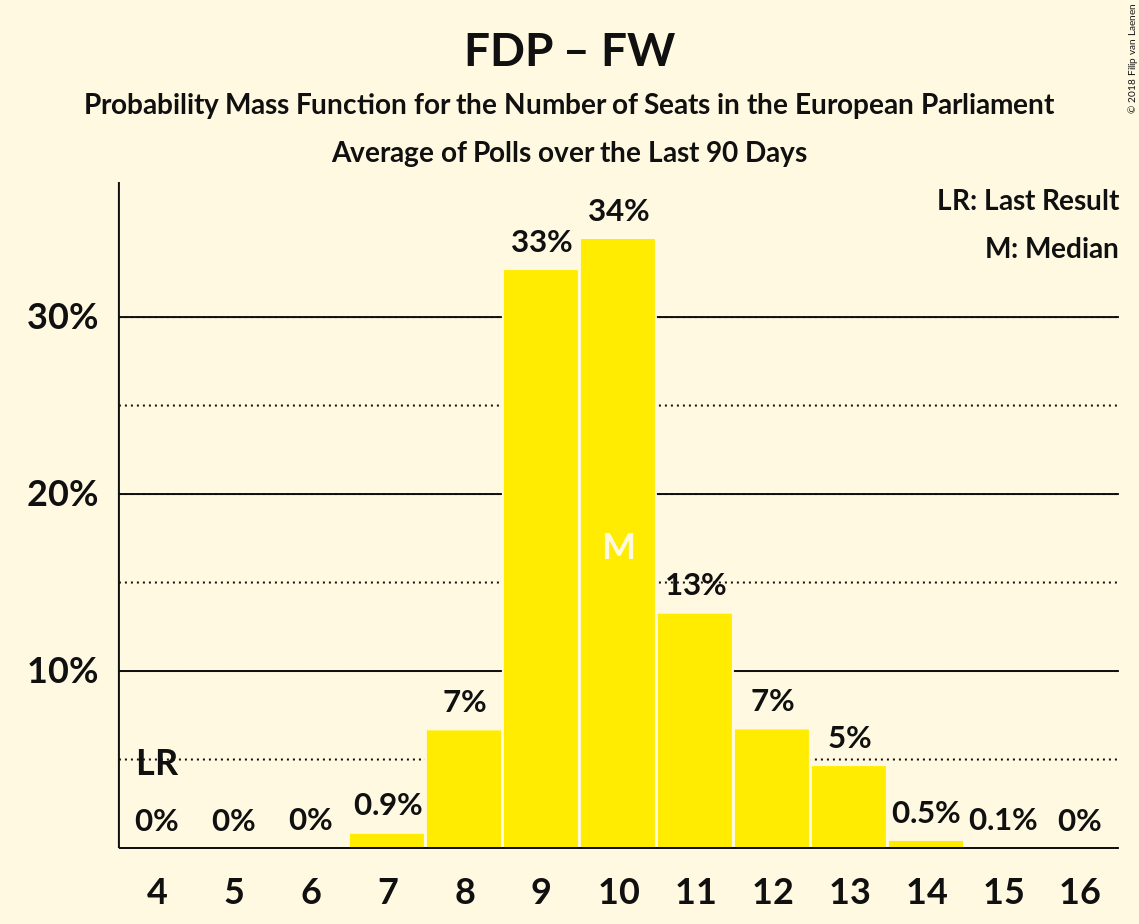 FDP – FW
Probability Mass Function for the Number of Seats in the European Parliament
Average of Polls over the Last 90 Days
© 2018 Filip van Laenen
LR: Last Result
M: Median
34%
33%
30%
20%
M
13%
10%
7%
7%
5%
LR
0%
0%
0%
0.9%
0.5%
0.1%
0%
4 5 6 7 8 9 10 11 12 13 14 15 16